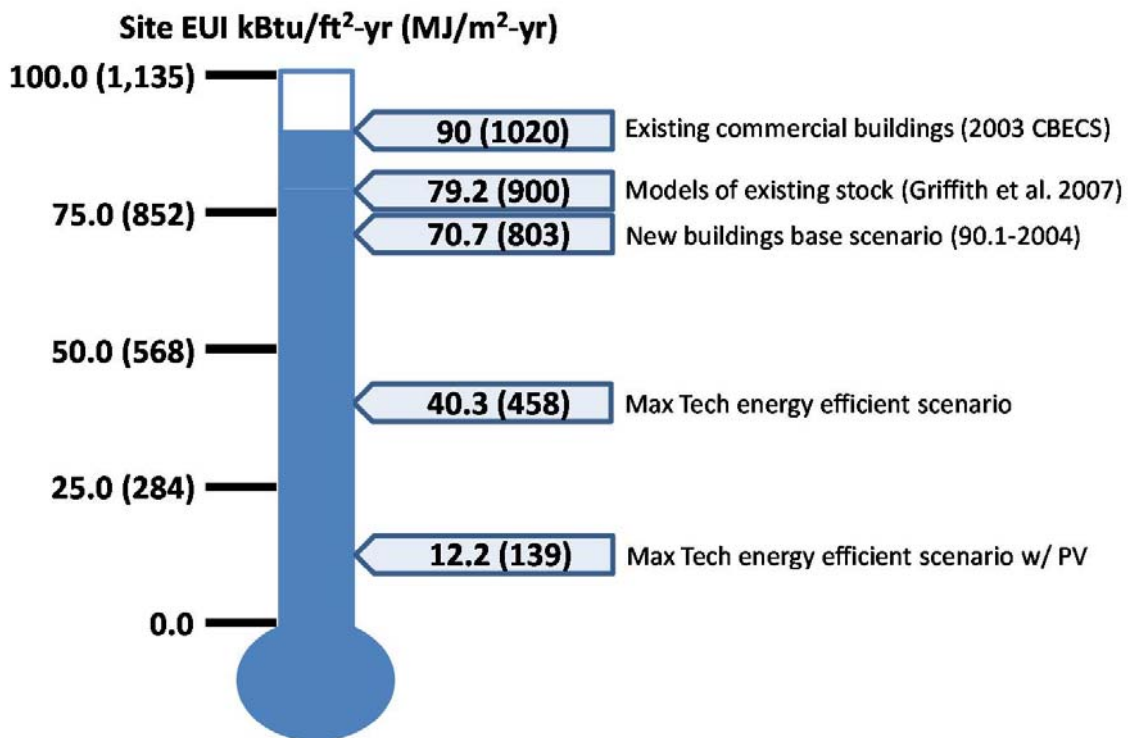 Site EUI kBtu/ft²-yr (MJ/m²-yr)
100.0 (1,135)
90 (1020) Existing commercial buildings (2003 CBECS)
79.2 (900) Models of existing stock (Griffith et al. 2007)
75.0 (852)
70.7 (803) New buildings base scenario (90.1-2004)
50.0 (568)
40.3 (458) Max Tech energy efficient scenario
25.0 (284)
12.2 (139) Max Tech energy efficient scenario w/ PV
0.0